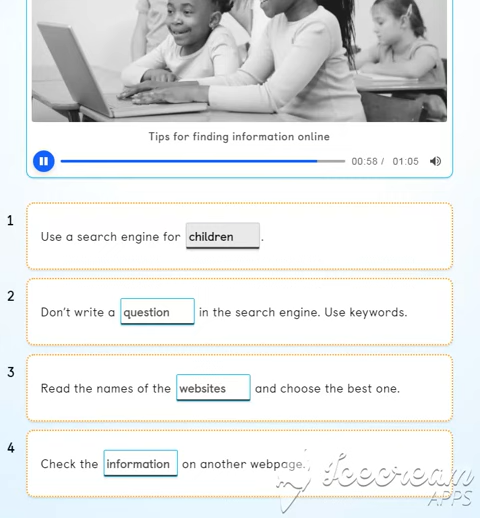 Tips for finding information online
00:58 / 01:05
1
Use a search engine for children .
2
Don't write a question in the search engine. Use keywords.
3
Read the names of the websites and choose the best one.
4
Check the information on another webpage.
Icecream
APPS